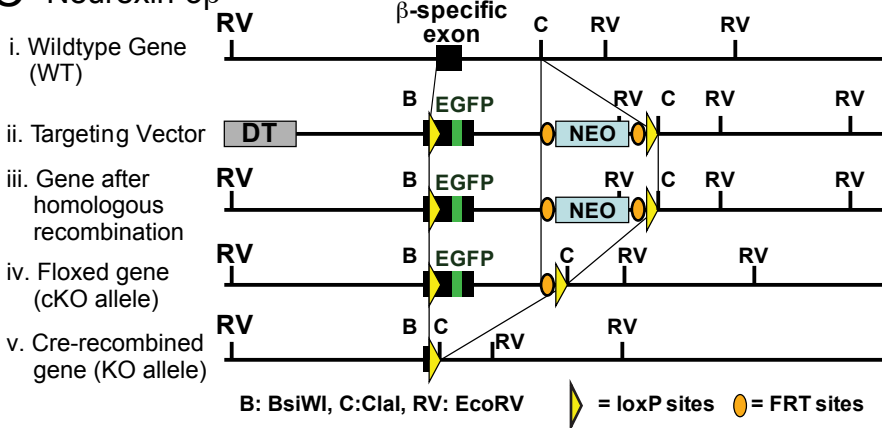 Neurexin-3β
β-specific
exon
RV C RV RV
i. Wildtype Gene
(WT)
B EGFP RV C RV RV
ii. Targeting Vector DT NEO
iii. Gene after
homologous
recombination
RV B EGFP RV C RV RV
NEO
iv. Floxed gene
(cKO allele)
RV B EGFP C RV RV
v. Cre-recombined
gene (KO allele)
RV B C RV RV
B: BsiWI, C:ClaI, RV: EcoRV = loxP sites = FRT sites